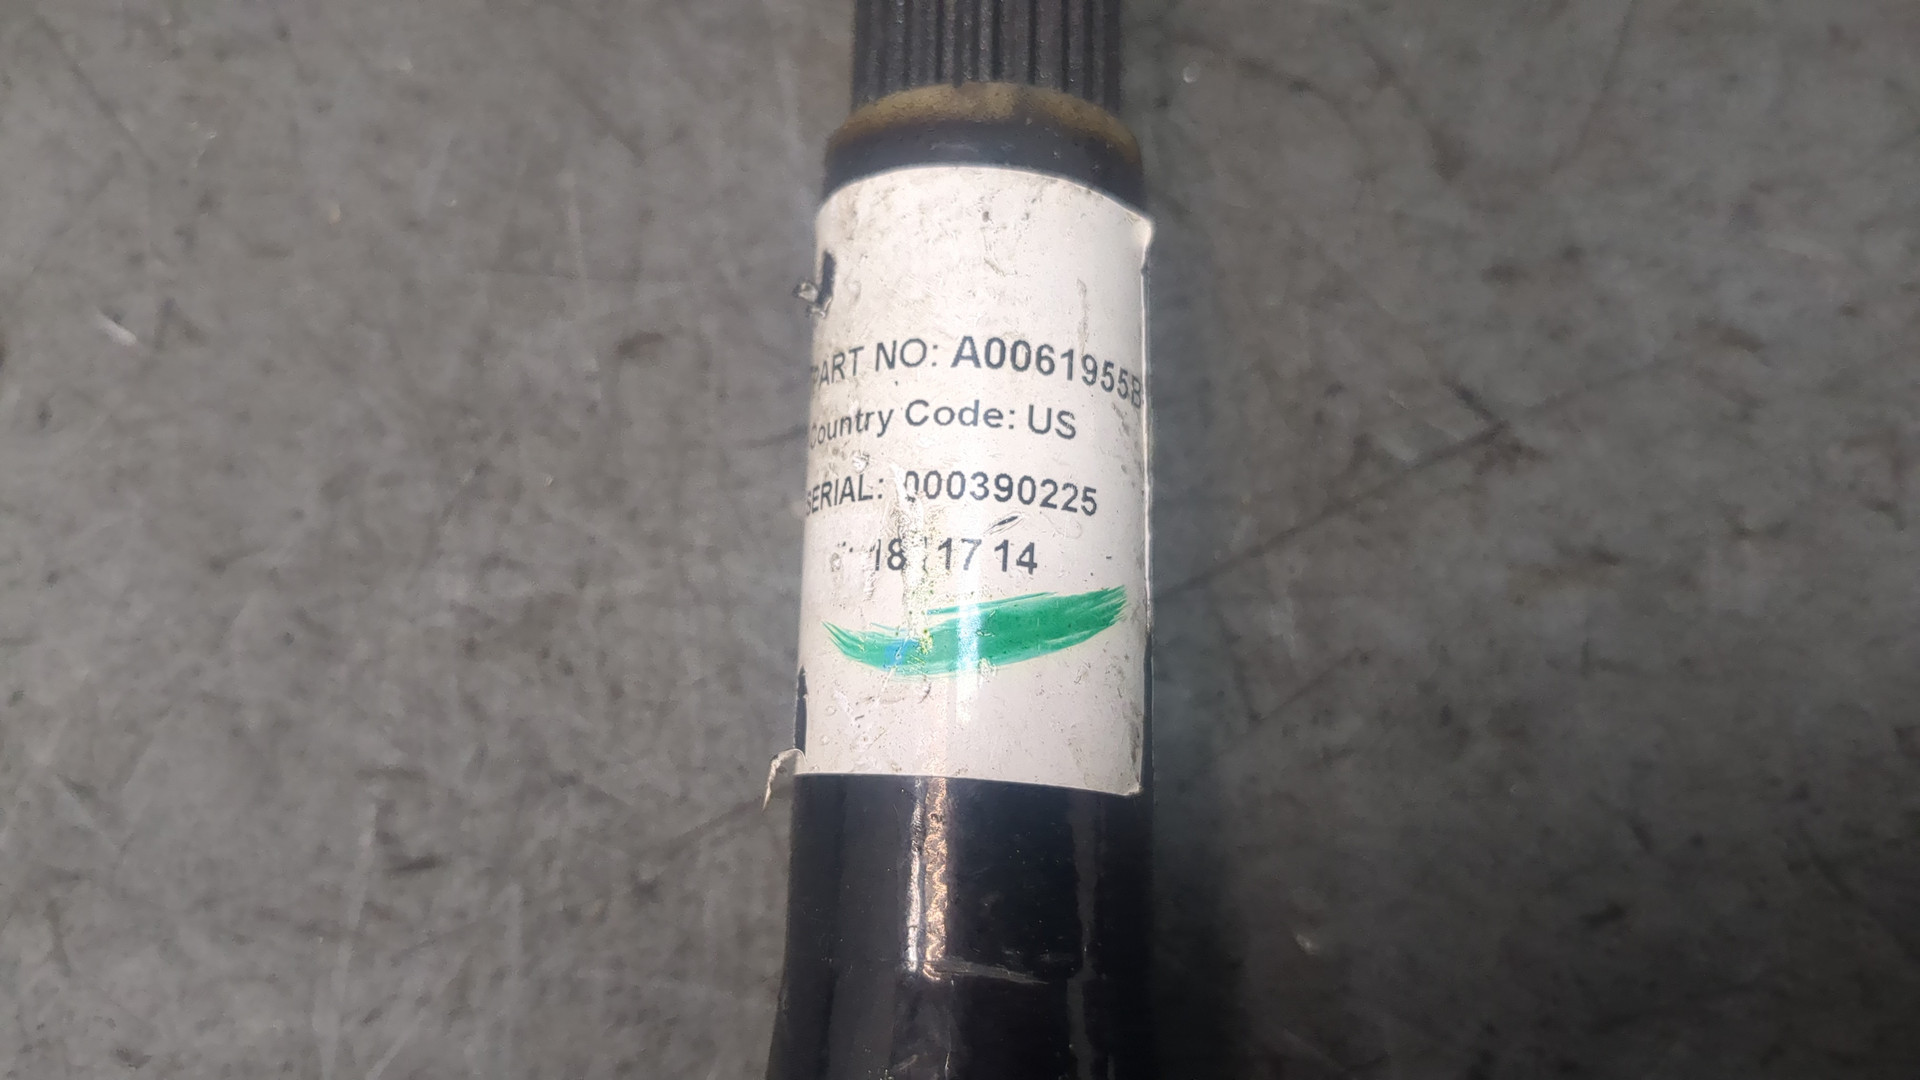 PART NO: A0061955B
Country Code: US
SERIAL: 000390225
18 17 14